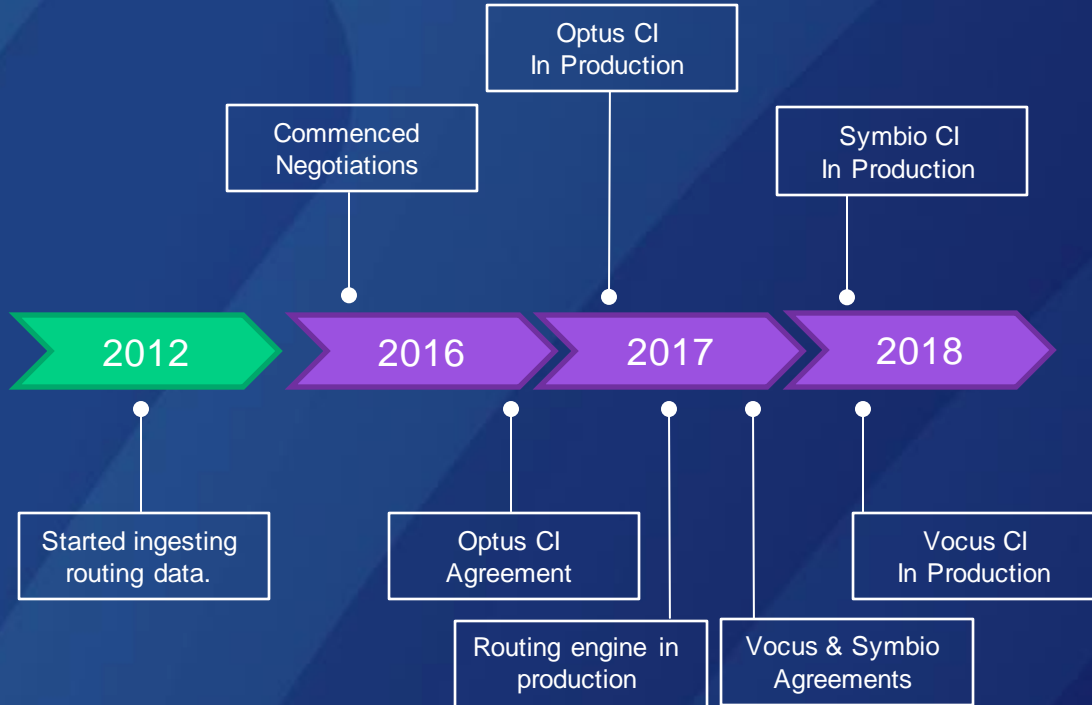 Optus CI
In Production
Commenced
Negotiations
Symbio CI
In Production
2012
2016
2017
2018
Started ingesting
routing data.
Optus CI
Agreement
Vocus CI
In Production
Routing engine in
production
Vocus & Symbio
Agreements